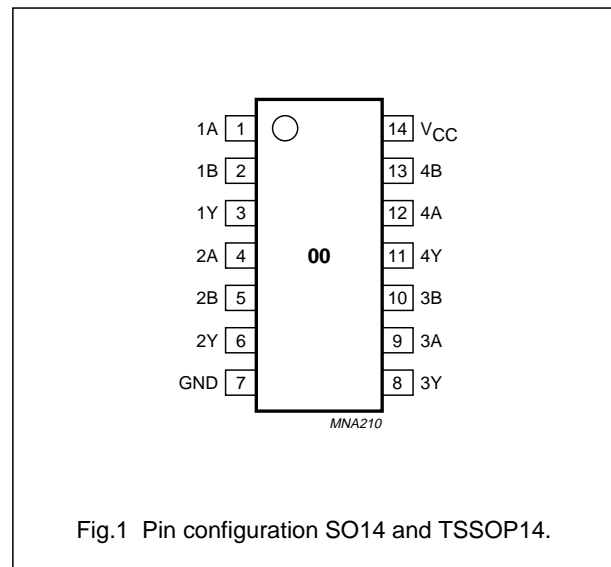 1A 1 14 VCC
1B 2 13 4B
1Y 3 12 4A
2A 4 00 11 4Y
2B 5 10 3B
2Y 6 9 3A
GND 7 8 3Y
MNA210
Fig.1 Pin configuration SO14 and TSSOP14.